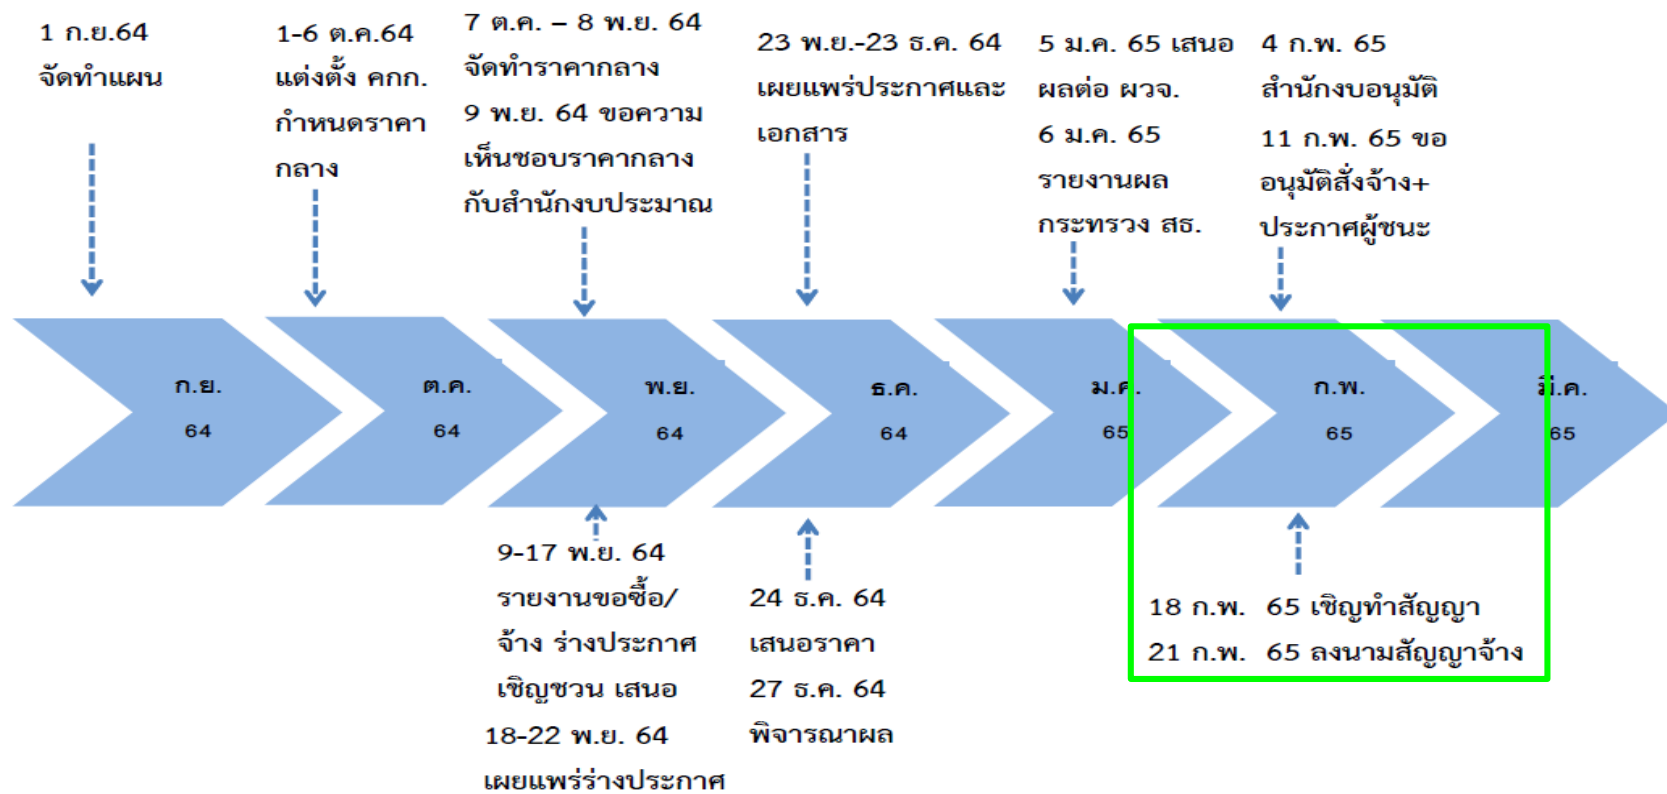 1 ก.ย.64
จัดทำแผน
1-6 ต.ค.64
แต่งตั้ง คกก.
กำหนดราคา
กลาง
7 ต.ค. – 8 พ.ย. 64
จัดทำราคากลาง
9 พ.ย. 64 ขอความ
เห็นชอบราคากลาง
กับสำนักงบประมาณ
23 พ.ย.-23 ธ.ค. 64
เผยแพร่ประกาศและ
เอกสาร
5 ม.ค. 65 เสนอ
ผลต่อ ผวจ.
6 ม.ค. 65
รายงานผล
กระทรวง สธ.
4 ก.พ. 65
สำนักงบอนุมัติ
11 ก.พ. 65 ขอ
อนุมัติสั่งจ้าง+
ประกาศผู้ชนะ
ก.ย.
64
ต.ค.
64
พ.ย.
64
ธ.ค.
64
ม.ค.
65
ก.พ.
65
มี.ค.
65
9-17 พ.ย. 64
รายงานขอซื้อ/
จ้าง ร่างประกาศ
เชิญชวน เสนอ
18-22 พ.ย. 64
เผยแพร่ร่างประกาศ
24 ธ.ค. 64
เสนอราคา
27 ธ.ค. 64
พิจารณาผล
18 ก.พ. 65 เชิญทำสัญญา
21 ก.พ. 65 ลงนามสัญญาจ้าง